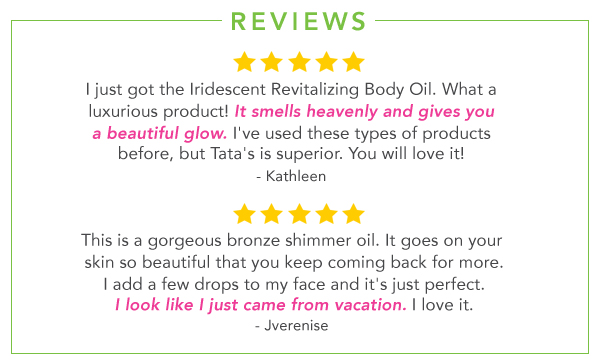 REVIEWS
I just got the Iridescent Revitalizing Body Oil. What a
luxurious product! It smells heavenly and gives you
a beautiful glow. I've used these types of products
before, but Tata's is superior. You will love it!
- Kathleen
This is a gorgeous bronze shimmer oil. It goes on your
skin so beautiful that you keep coming back for more.
I add a few drops to my face and it's just perfect.
I look like I just came from vacation. I love it.
- Jverenise